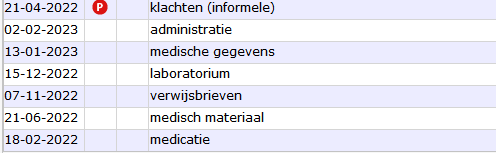 21-04-2022 P klachten (informele)
02-02-2023 administratie
13-01-2023 medische gegevens
15-12-2022 laboratorium
07-11-2022 verwijsbrieven
21-06-2022 medisch materiaal
18-02-2022 medicatie